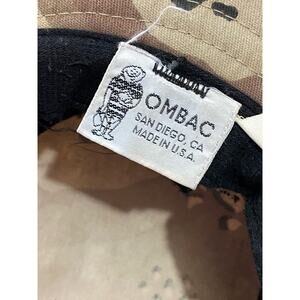 OMBAC
SAN DIEGO, CA
MADE IN U.S.A.